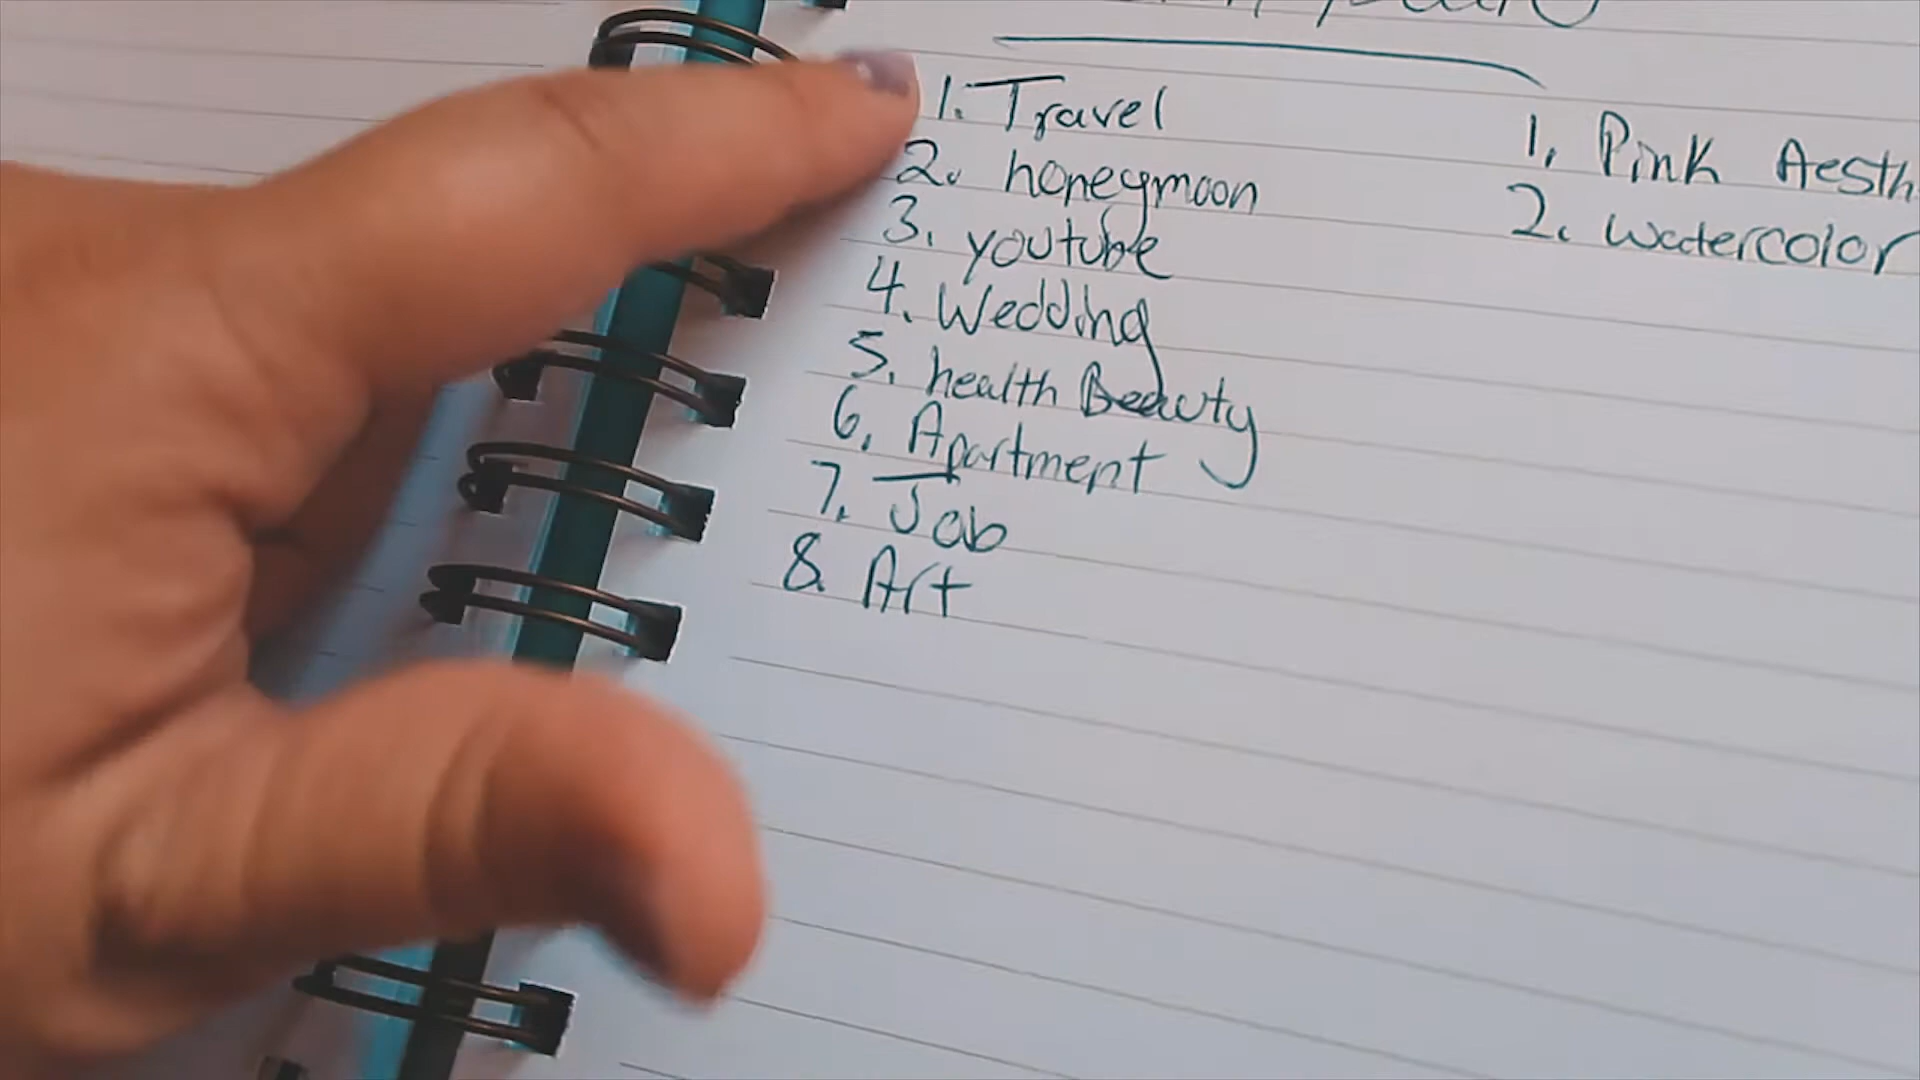 1. Travel
2. honeymoon
3. youtube
4. Wedding
5. health Beauty
6. Apartment
7. Job
8. Art
1. Pink Aesth
2. Watercolor